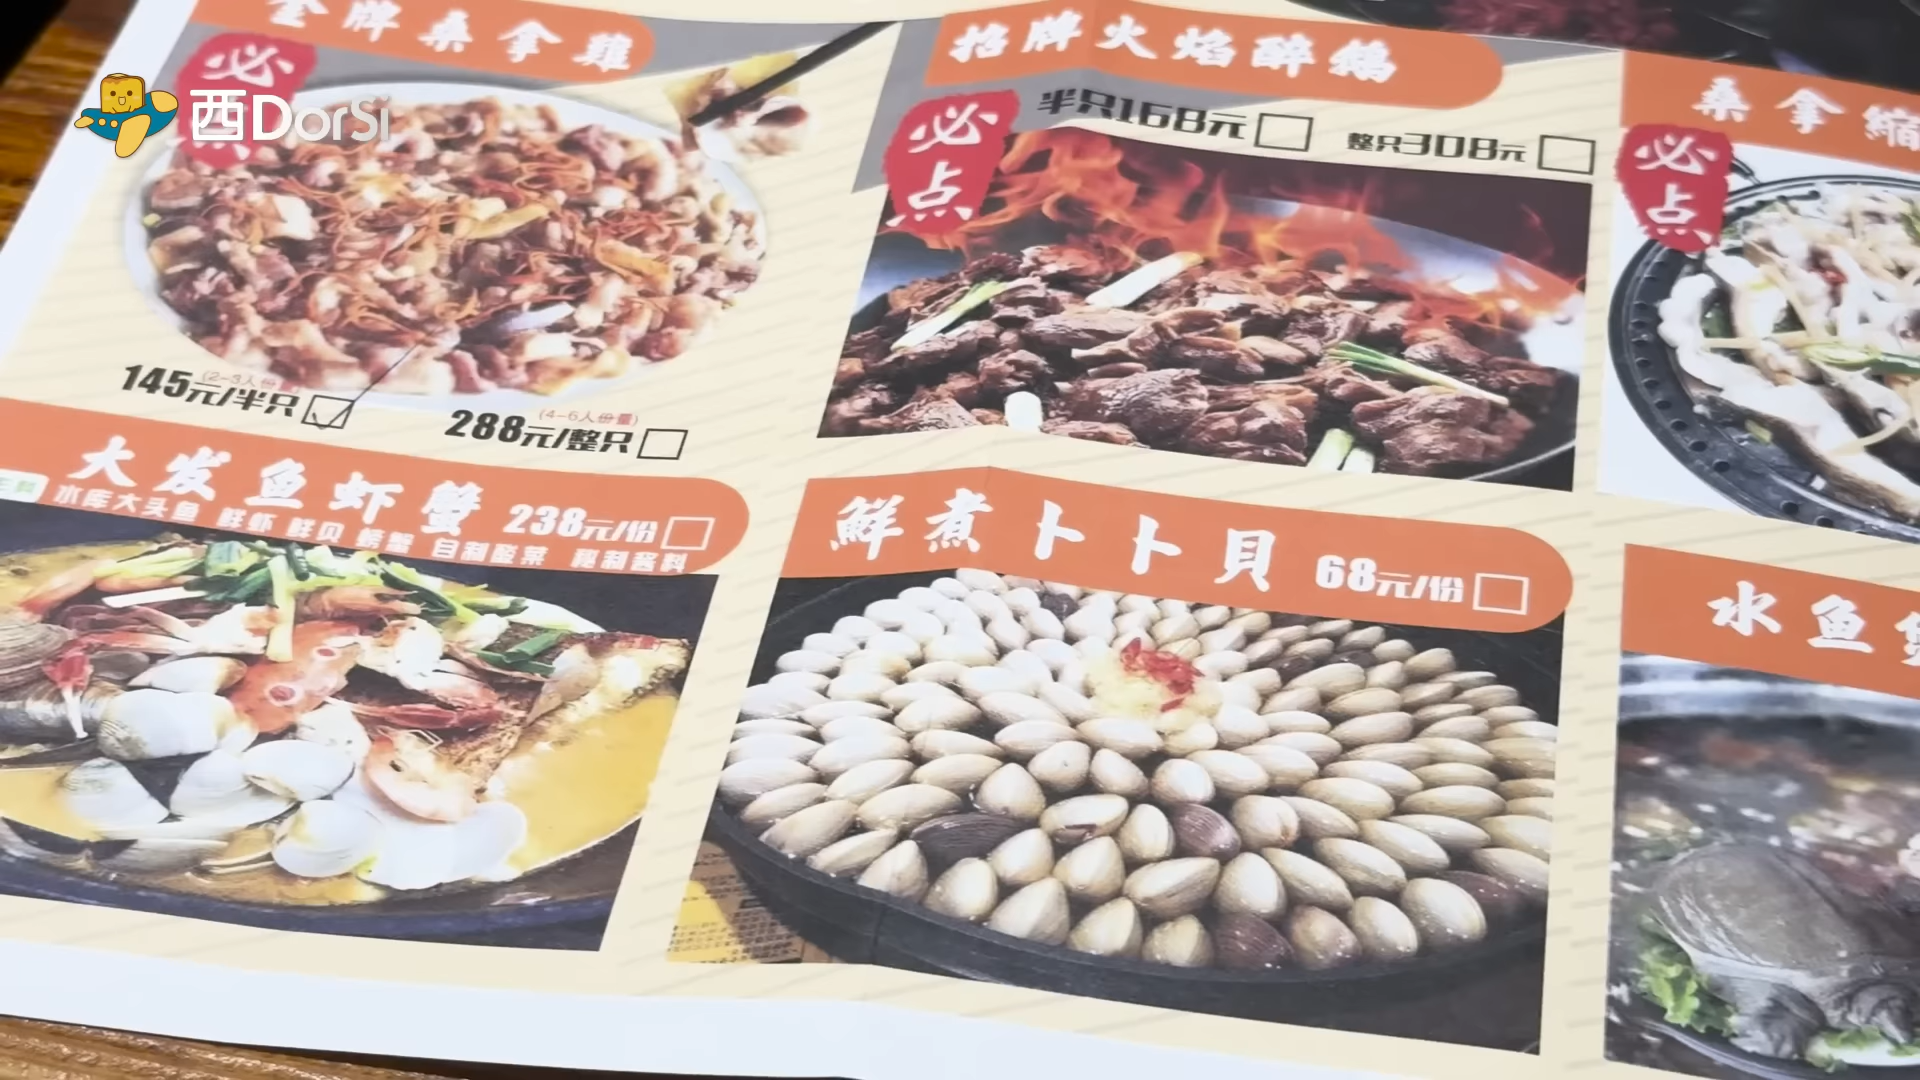 金牌桑拿雞
必点
西DorSi
145元/半只
(2-3人份量)
288元/整只
(4-6人份量)
招牌火焰醉鵝
必点
半只168元
整只308元
桑拿
必点
大发鱼虾蟹 238元/份
水库大头鱼 鲜虾 鲜贝 螃蟹 自制酸菜 秘制酱料
鮮煮卜卜貝 68元/份
水鱼